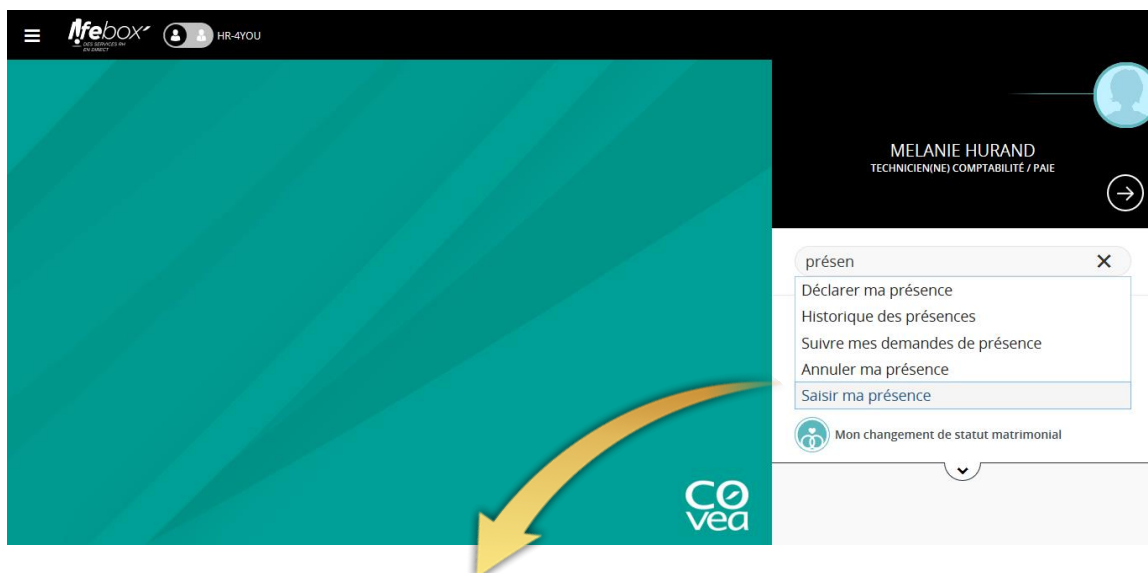 lifebox
DES SERVICES RH
EN DIRECT
HR-4YOU
MELANIE HURAND
TECHNICIEN(NE) COMPTABILITÉ / PAIE
présen
Déclarer ma présence
Historique des présences
Suivre mes demandes de présence
Annuler ma présence
Saisir ma présence
Mon changement de statut matrimonial
covea